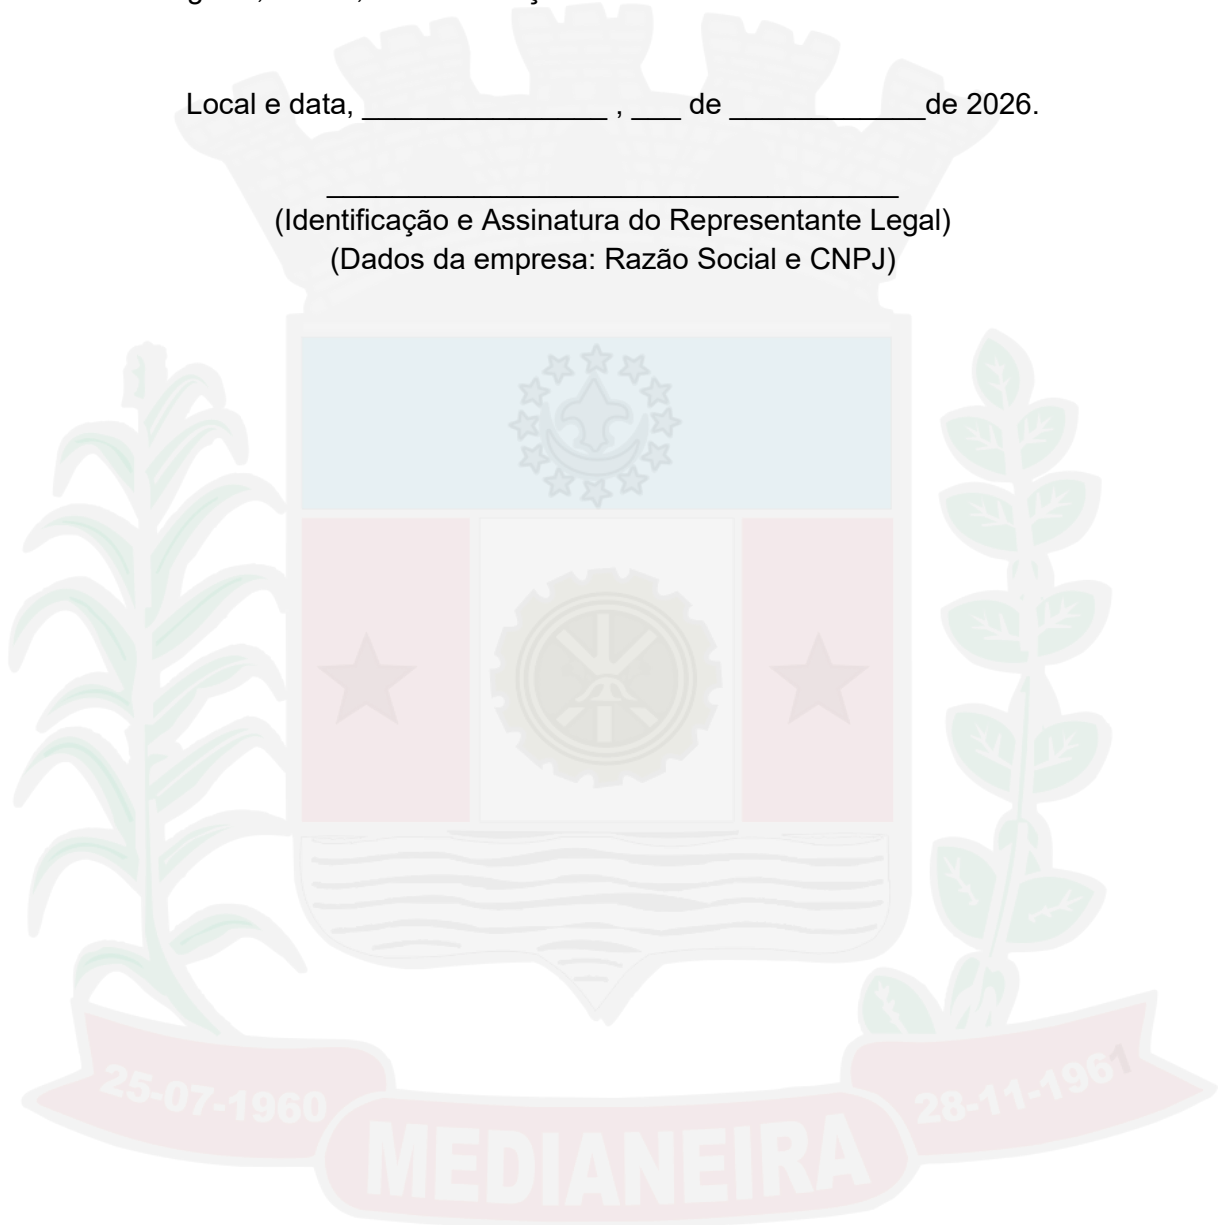 Local e data, _______________ , ___ de ____________de 2026.
___________________________________
(Identificação e Assinatura do Representante Legal)
(Dados da empresa: Razão Social e CNPJ)
25-07-1960
28-11-1961
MEDIANEIRA